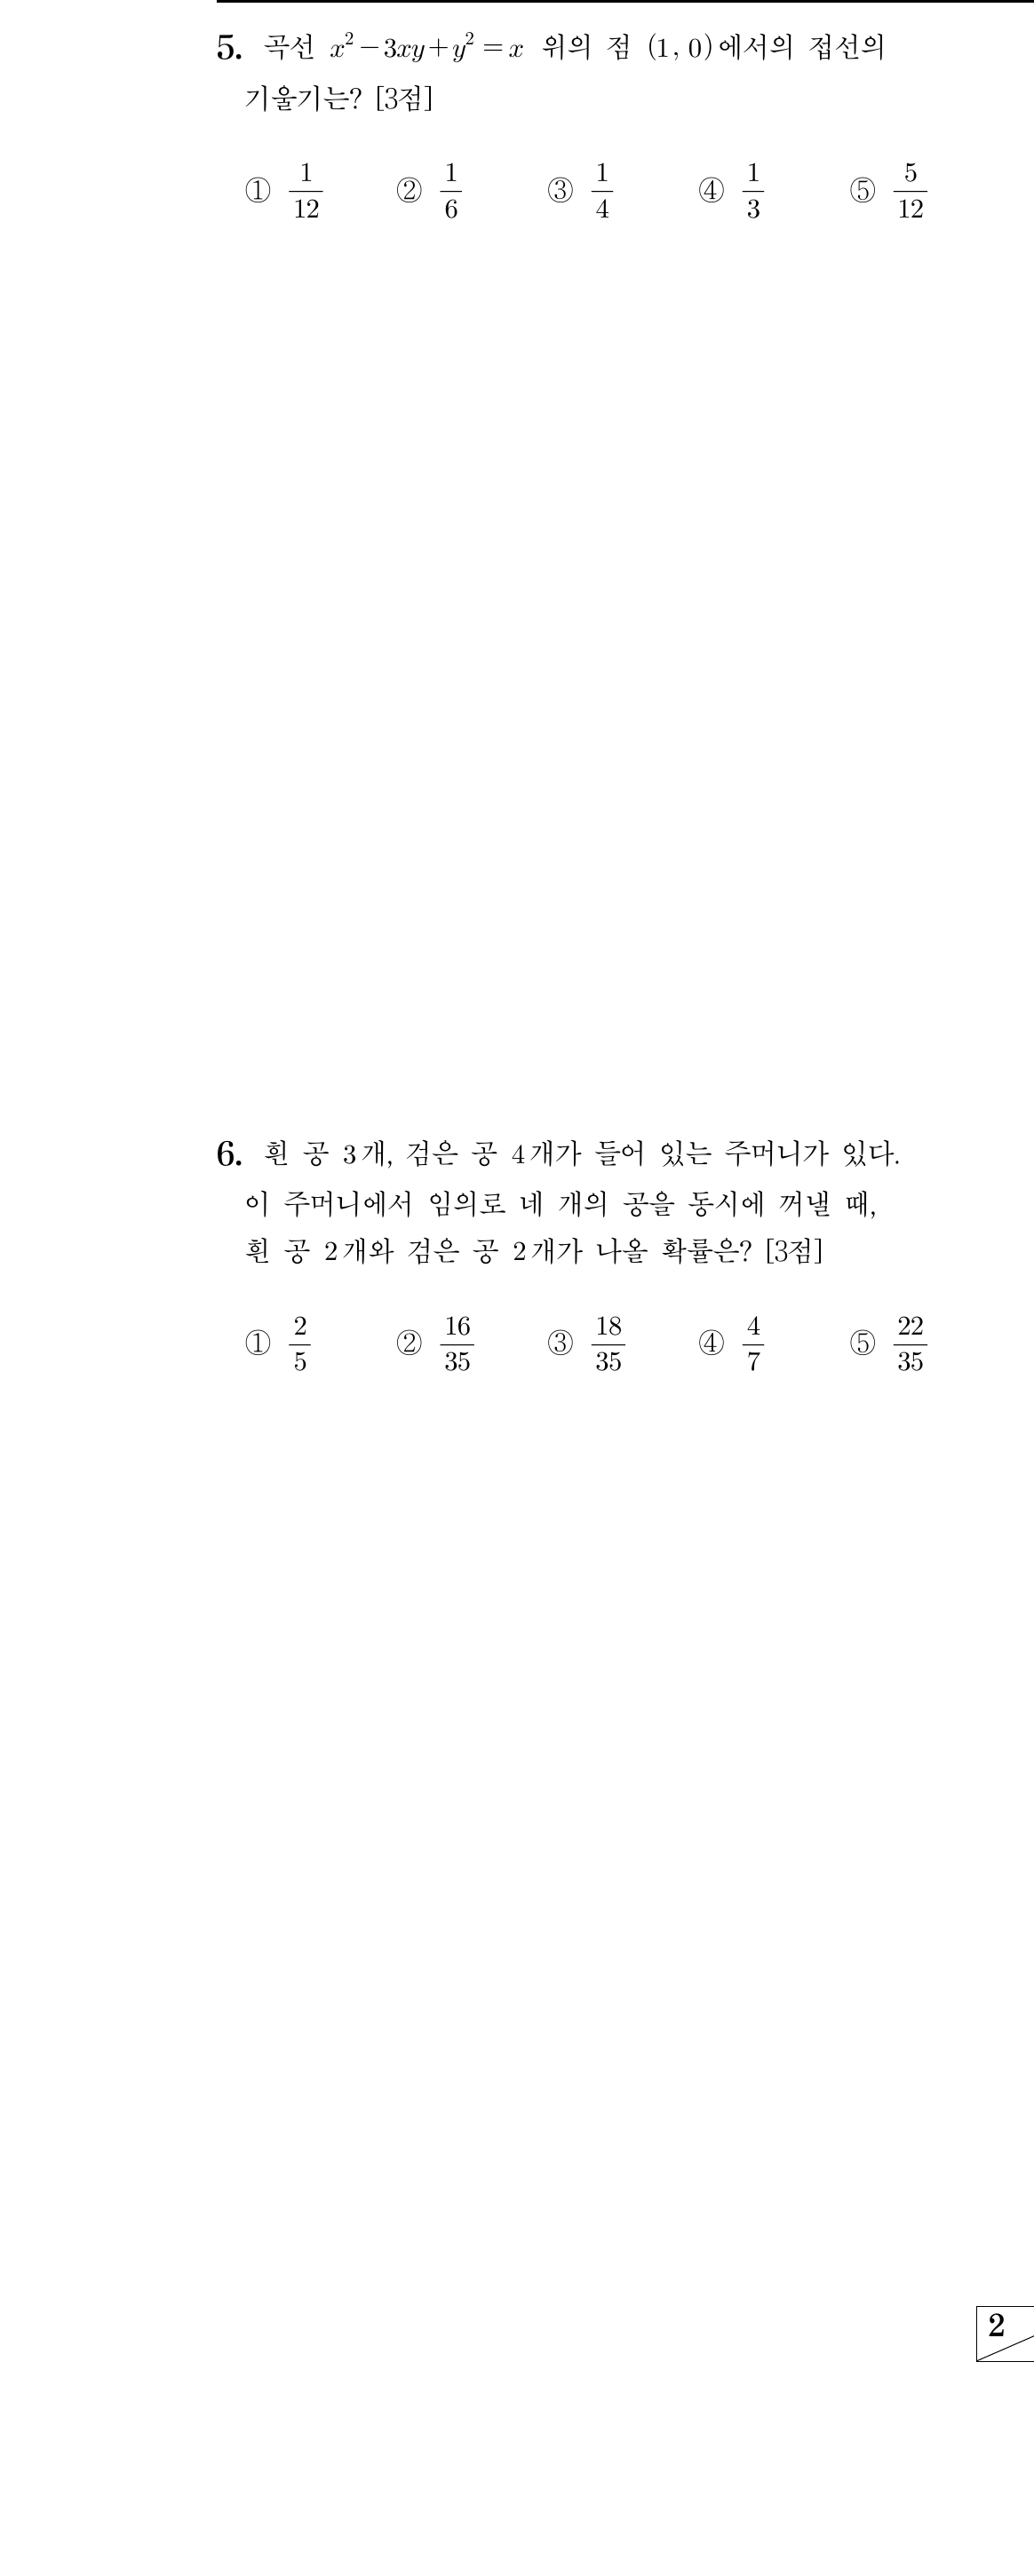 5. 곡선 x²−3xy+y²=x 위의 점 (1, 0)에서의 접선의
기울기는? [3점]
① 1/12 ② 1/6 ③ 1/4 ④ 1/3 ⑤ 5/12
6. 흰 공 3개, 검은 공 4개가 들어 있는 주머니가 있다.
이 주머니에서 임의로 네 개의 공을 동시에 꺼낼 때,
흰 공 2개와 검은 공 2개가 나올 확률은? [3점]
① 2/5 ② 16/35 ③ 18/35 ④ 4/7 ⑤ 22/35
2